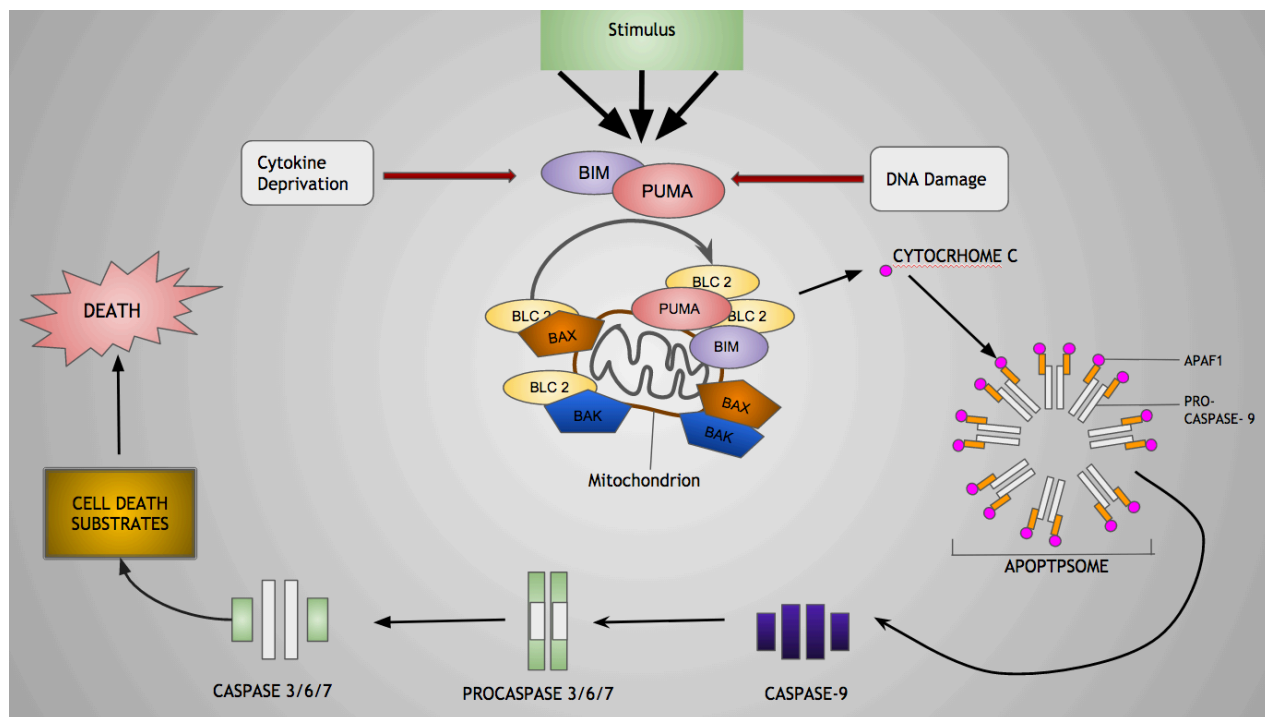 Stimulus
Cytokine
Deprivation
BIM
PUMA
DNA Damage
CYTOCRHOME C
BLC 2
PUMA
BLC 2
BLC 2
BAX
BIM
BLC 2
BAK
BAX
BAK
Mitochondrion
APAF1
PRO-
CASPASE- 9
APOPTPSOME
DEATH
CELL DEATH
SUBSTRATES
CASPASE 3/6/7
PROCASPASE 3/6/7
CASPASE-9